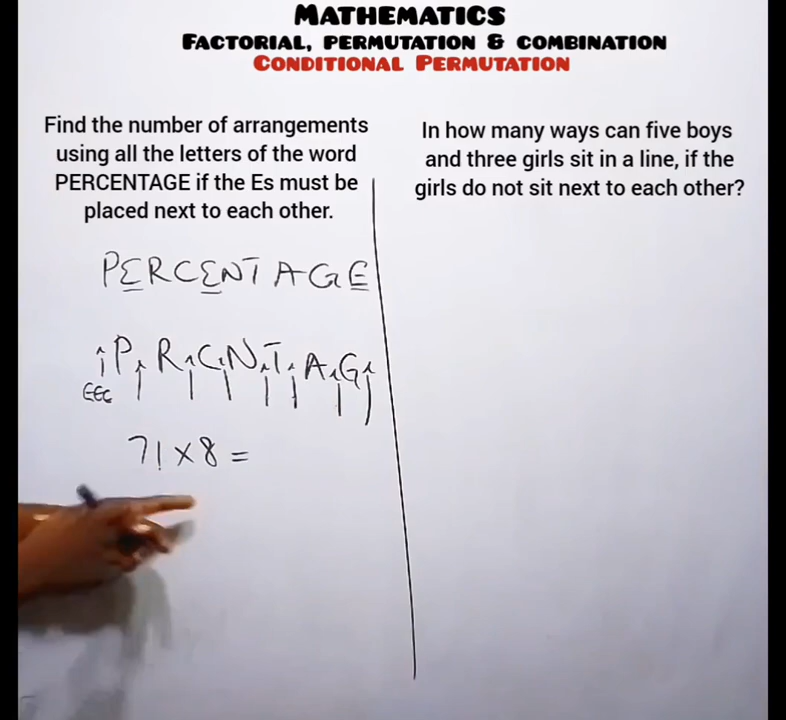 MATHEMATICS
FACTORIAL, PERMUTATION & COMBINATION
CONDITIONAL PERMUTATION
Find the number of arrangements
using all the letters of the word
PERCENTAGE if the Es must be
placed next to each other.
PERCENTAGE
P R C N T A G
EEE
7! × 8 =
In how many ways can five boys
and three girls sit in a line, if the
girls do not sit next to each other?